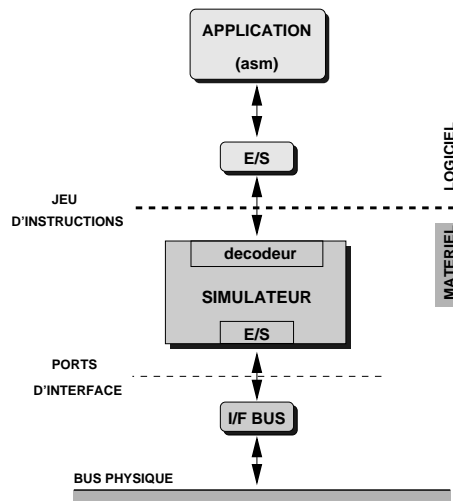 APPLICATION
(asm)
E/S
LOGICIEL
JEU
D'INSTRUCTIONS
MATERIEL
decodeur
SIMULATEUR
E/S
PORTS
D'INTERFACE
I/F BUS
BUS PHYSIQUE